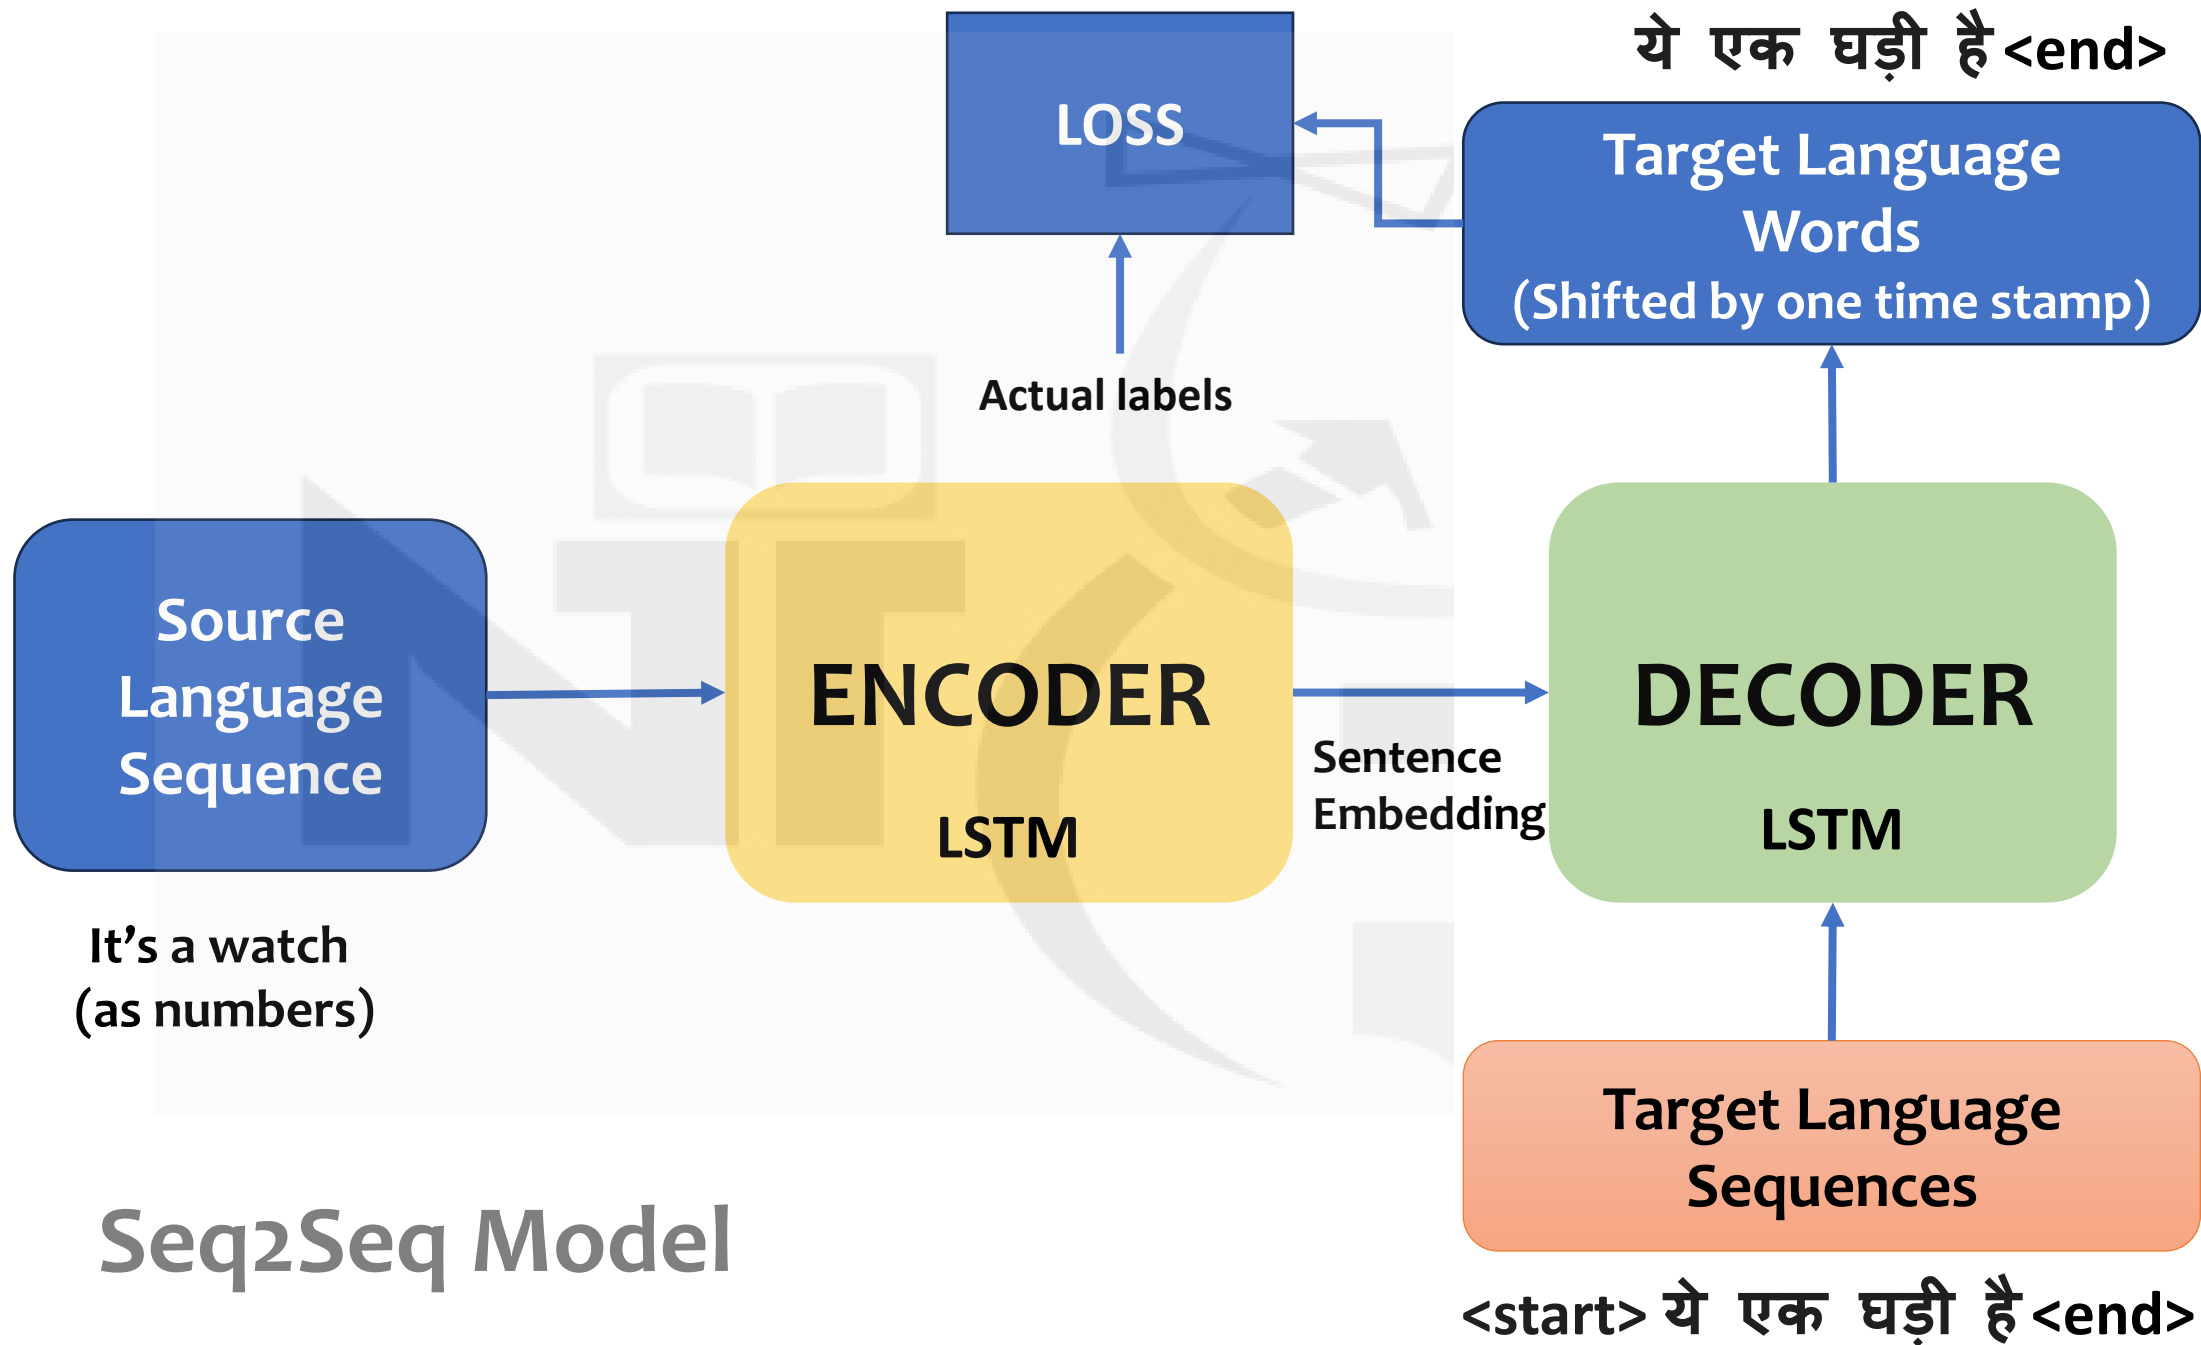 ये एक घड़ी है <end>
LOSS
Target Language
Words
(Shifted by one time stamp)
Actual labels
Source
Language
Sequence
ENCODER
LSTM
Sentence
Embedding
DECODER
LSTM
It's a watch
(as numbers)
Target Language
Sequences
Seq2Seq Model
<start> ये एक घड़ी है <end>